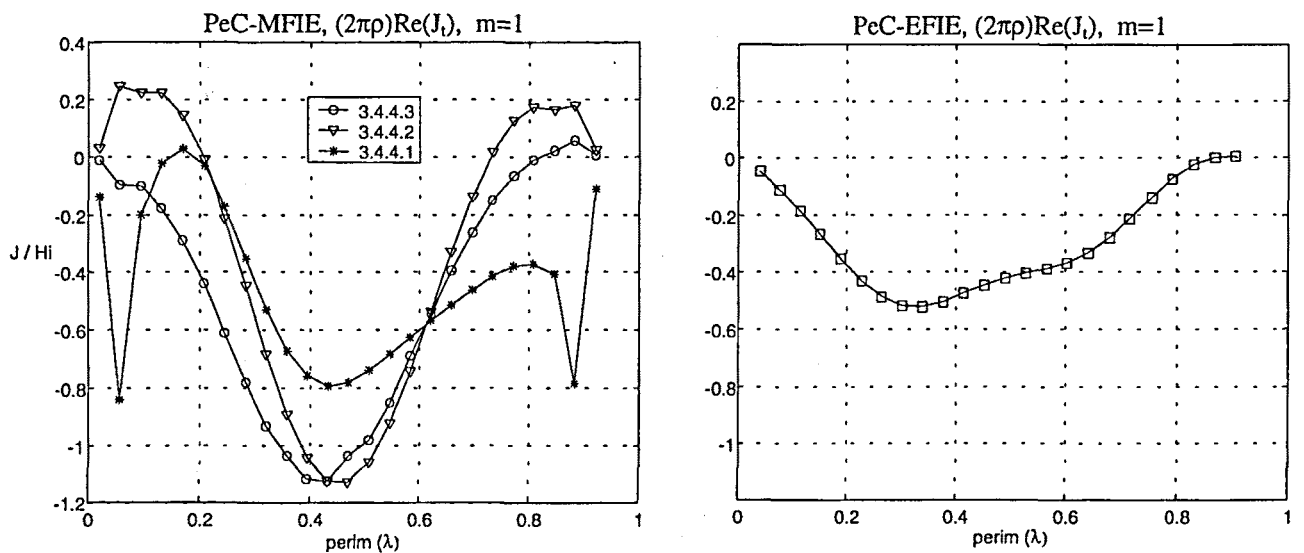 PeC-MFIE, (2πρ)Re(Jₜ), m=1
0.4
0.2
0
-0.2
J / Hi
-0.4
-0.6
-0.8
-1
-1.2
3.4.4.3
3.4.4.2
3.4.4.1
0 0.2 0.4 0.6 0.8 1
perim (λ)
PeC-EFIE, (2πρ)Re(Jₜ), m=1
0.2
0
-0.2
-0.4
-0.6
-0.8
-1
0 0.2 0.4 0.6 0.8 1
perim (λ)